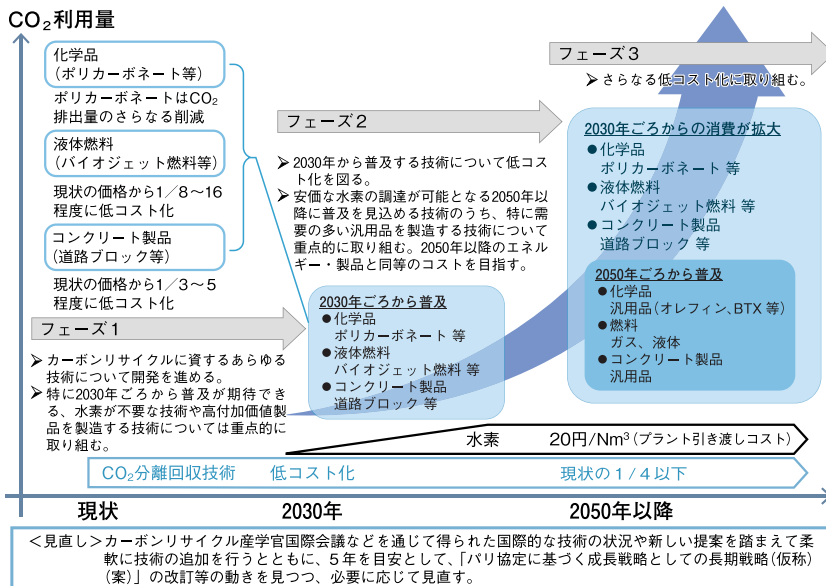 CO₂利用量
化学品
（ポリカーボネート等）
ポリカーボネートはCO₂
排出量のさらなる削減
液体燃料
（バイオジェット燃料等）
現状の価格から1／8～16
程度に低コスト化
コンクリート製品
（道路ブロック等）
現状の価格から1／3～5
程度に低コスト化
フェーズ1
➢カーボンリサイクルに資するあらゆる
技術について開発を進める。
➢特に2030年ごろから普及が期待でき
る、水素が不要な技術や高付加価値製
品を製造する技術については重点的に
取り組む。
フェーズ2
➢2030年から普及する技術について低コス
ト化を図る。
➢安価な水素の調達が可能となる2050年以
降に普及を見込める技術のうち、特に需
要の多い汎用品を製造する技術について
重点的に取り組む。2050年以降のエネル
ギー・製品と同等のコストを目指す。
2030年ごろから普及
●化学品
ポリカーボネート 等
●液体燃料
バイオジェット燃料 等
●コンクリート製品
道路ブロック 等
フェーズ3
➢さらなる低コスト化に取り組む。
2030年ごろからの消費が拡大
●化学品
ポリカーボネート 等
●液体燃料
バイオジェット燃料 等
●コンクリート製品
道路ブロック 等
2050年ごろから普及
●化学品
汎用品（オレフィン、BTX 等）
●燃料
ガス、液体
●コンクリート製品
汎用品
水素 20円/Nm³（プラント引き渡しコスト）
CO₂分離回収技術 低コスト化 現状の1/4以下
現状 2030年 2050年以降
＜見直し＞カーボンリサイクル産学官国際会議などを通じて得られた国際的な技術の状況や新しい提案を踏まえて柔
軟に技術の追加を行うとともに、5年を目安として、「パリ協定に基づく成長戦略としての長期戦略（仮称）
（案）」の改訂等の動きを見つつ、必要に応じて見直す。